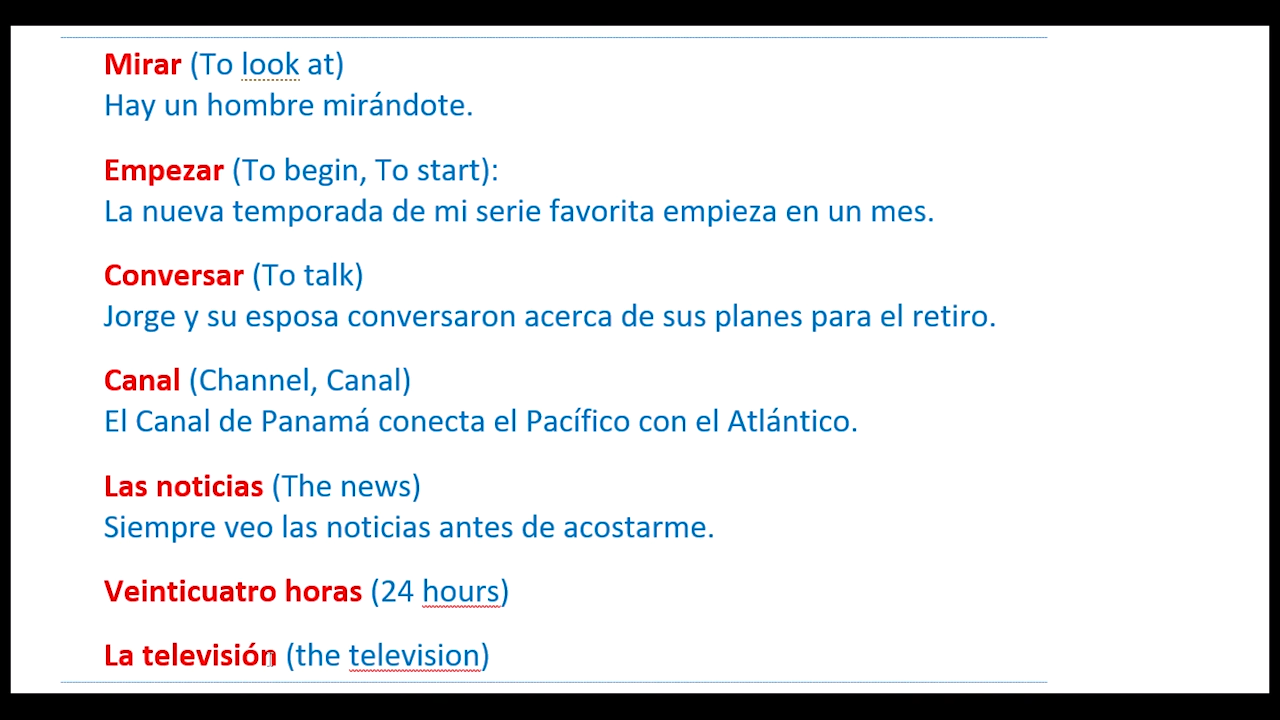 Mirar (To look at)
Hay un hombre mirándote.
Empezar (To begin, To start):
La nueva temporada de mi serie favorita empieza en un mes.
Conversar (To talk)
Jorge y su esposa conversaron acerca de sus planes para el retiro.
Canal (Channel, Canal)
El Canal de Panamá conecta el Pacífico con el Atlántico.
Las noticias (The news)
Siempre veo las noticias antes de acostarme.
Veinticuatro horas (24 hours)
La televisión (the television)